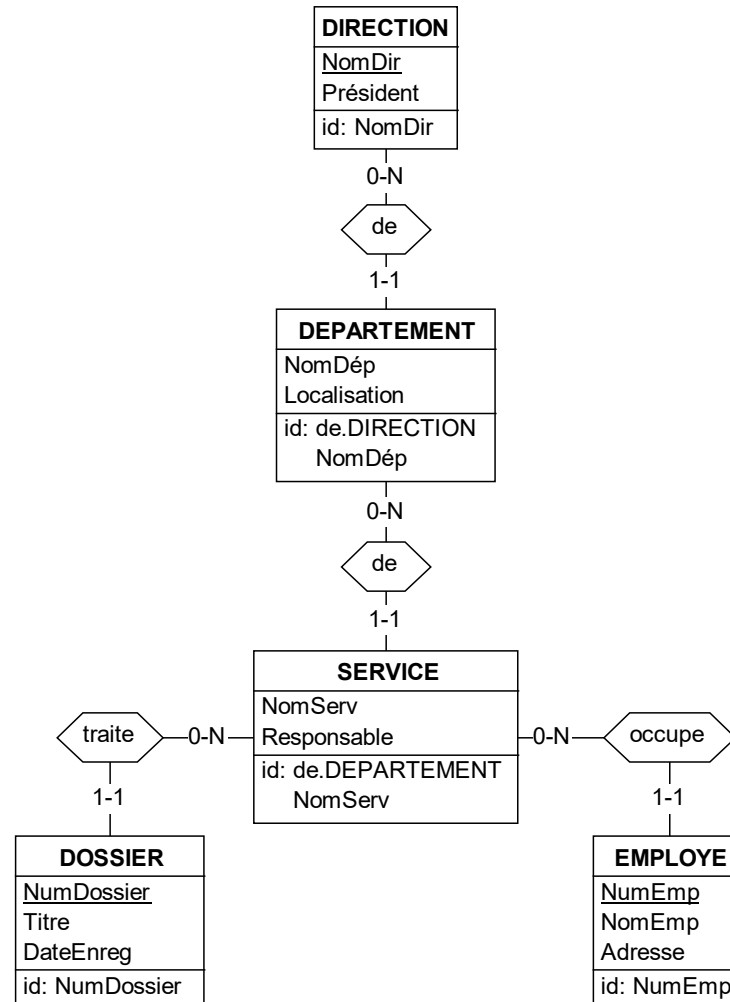 DIRECTION
NomDir
Président
id: NomDir
0-N
de
1-1
DEPARTEMENT
NomDép
Localisation
id: de.DIRECTION
NomDép
0-N
de
1-1
SERVICE
NomServ
Responsable
id: de.DEPARTEMENT
NomServ
traite
0-N
0-N
occupe
1-1
1-1
DOSSIER
NumDossier
Titre
DateEnreg
id: NumDossier
EMPLOYE
NumEmp
NomEmp
Adresse
id: NumEmp